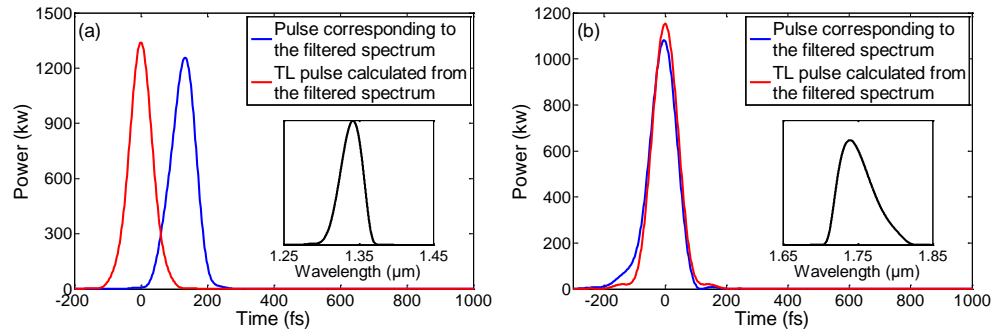 (a)
Pulse corresponding to
the filtered spectrum
TL pulse calculated from
the filtered spectrum
1500
1200
900
600
300
0
Power (kw)
-200 0 200 400 600 800 1000
Time (fs)
1.25 1.35 1.45
Wavelength (µm)
(b)
Pulse corresponding to
the filtered spectrum
TL pulse calculated from
the filtered spectrum
1200
1000
800
600
400
200
0
Power (kw)
-200 0 200 400 600 800 1000
Time (fs)
1.65 1.75 1.85
Wavelength (µm)